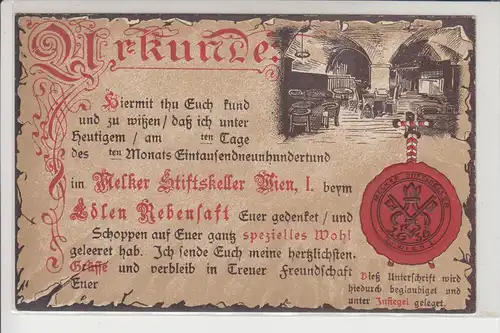 Urkunde.
Hiermit thu Euch kund
und zu wißen/ daß ich unter
Heutigem / am ten Tage
des ten Monats Eintausendneunhundertund
im Melker Stiftskeller Wien, I. beym
Edlen Rebensaft Euer gedenket / und
Schoppen auf Euer gantz spezielles Wohl
geleeret hab. Ich sende Euch meine hertzlichsten
Grüße und verbleib in Treuer Freundschaft
Euer
Dieß Unterschrift wird
hiedurch beglaubiget und
unter Insiegel geleget.